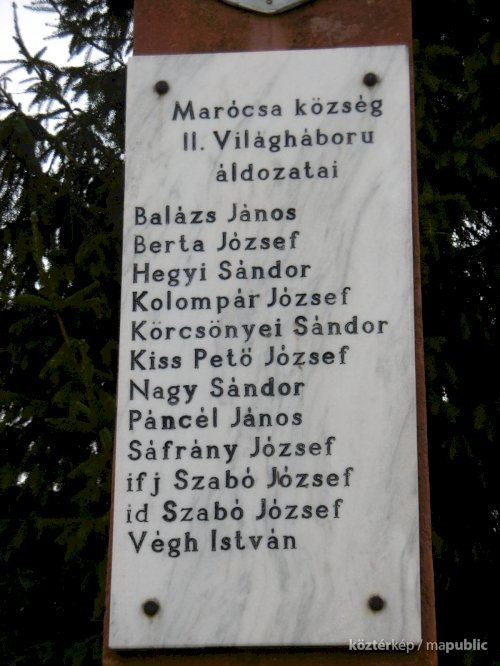 Marócsa község
II. Világháboru
áldozatai
Balázs János
Berta József
Hegyi Sándor
Kolompár József
Körcsönyei Sándor
Kiss Pető József
Nagy Sándor
Páncél János
Sáfrány József
ifj Szabó József
id Szabó József
Végh István
köztérkép / mapublic